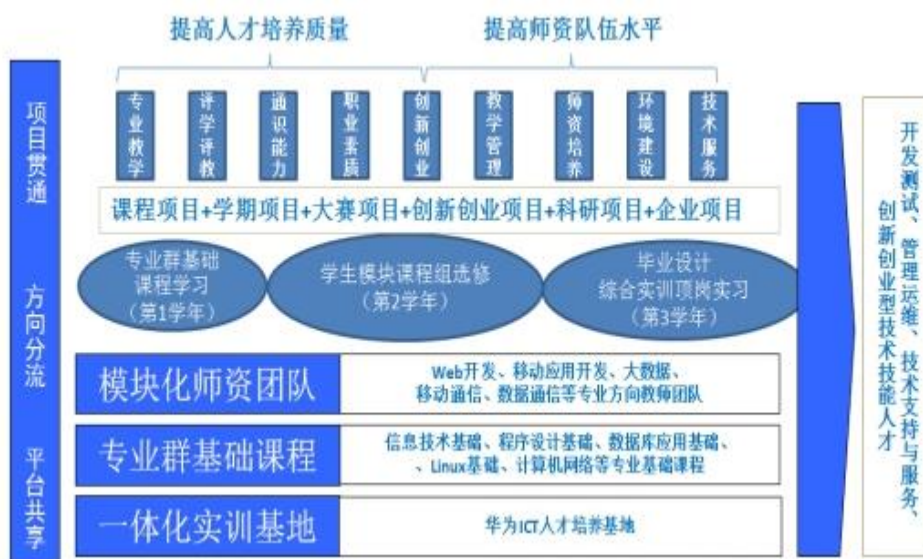 提高人才培养质量
提高师资队伍水平
项目贯通
方向分流
平台共享
专业教学
评学评教
通识能力
职业素质
创新创业
教学管理
师资培养
环境建设
技术服务
课程项目+学期项目+大赛项目+创新创业项目+科研项目+企业项目
专业群基础
课程学习
（第1学年）
学生模块课程组选修
（第2学年）
毕业设计
综合实训顶岗实习
（第3学年）
模块化师资团队
Web开发、移动应用开发、大数据、
移动通信、数据通信等专业方向教师团队
专业群基础课程
信息技术基础、程序设计基础、数据库应用基础、
、Linux基础、计算机网络等专业基础课程
一体化实训基地
华为ICT人才培养基地
开发测试、管理运维、技术支持与服务、
创新创业型技术技能人才